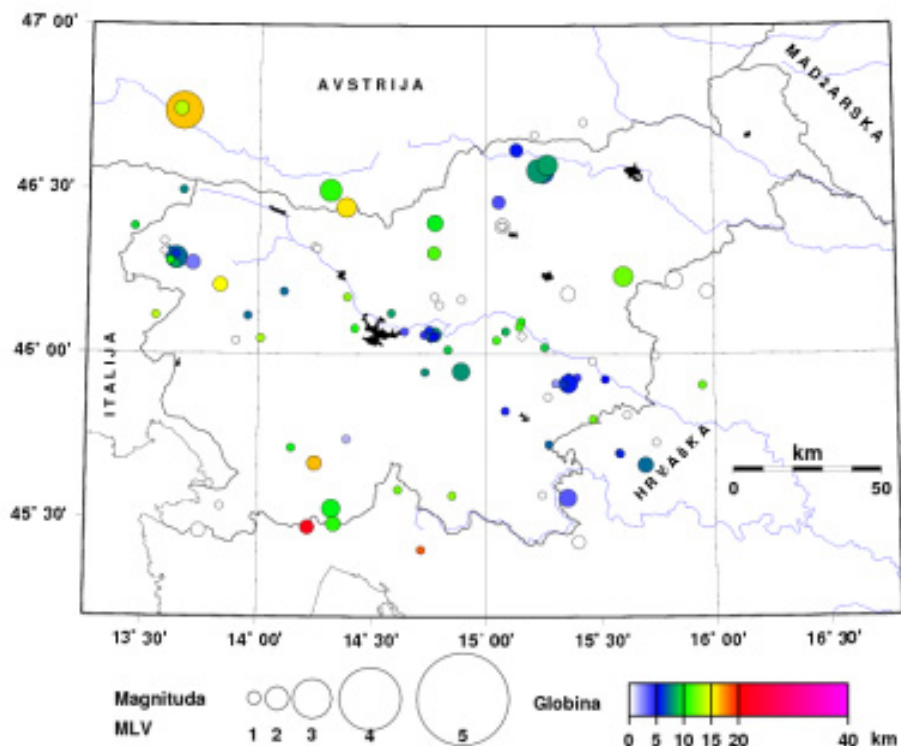 47° 00'
46° 30'
46° 00'
45° 30'
AVSTRIJA
MADŽARSKA
ITALIJA
HRVAŠKA
km
0 50
13° 30' 14° 00' 14° 30' 15° 00' 15° 30' 16° 00' 16° 30'
Magnituda
MLV
1 2 3 4 5
Globina
0 5 10 15 20 40 km